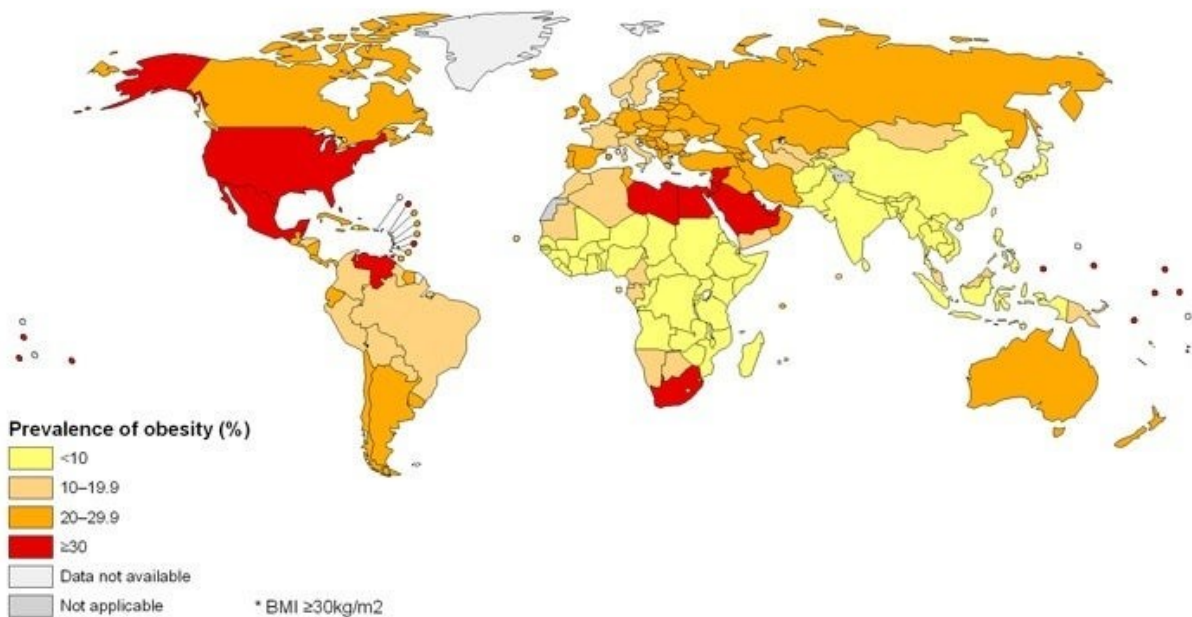 Prevalence of obesity (%)
<10
10–19.9
20–29.9
≥30
Data not available
Not applicable
* BMI ≥30kg/m2